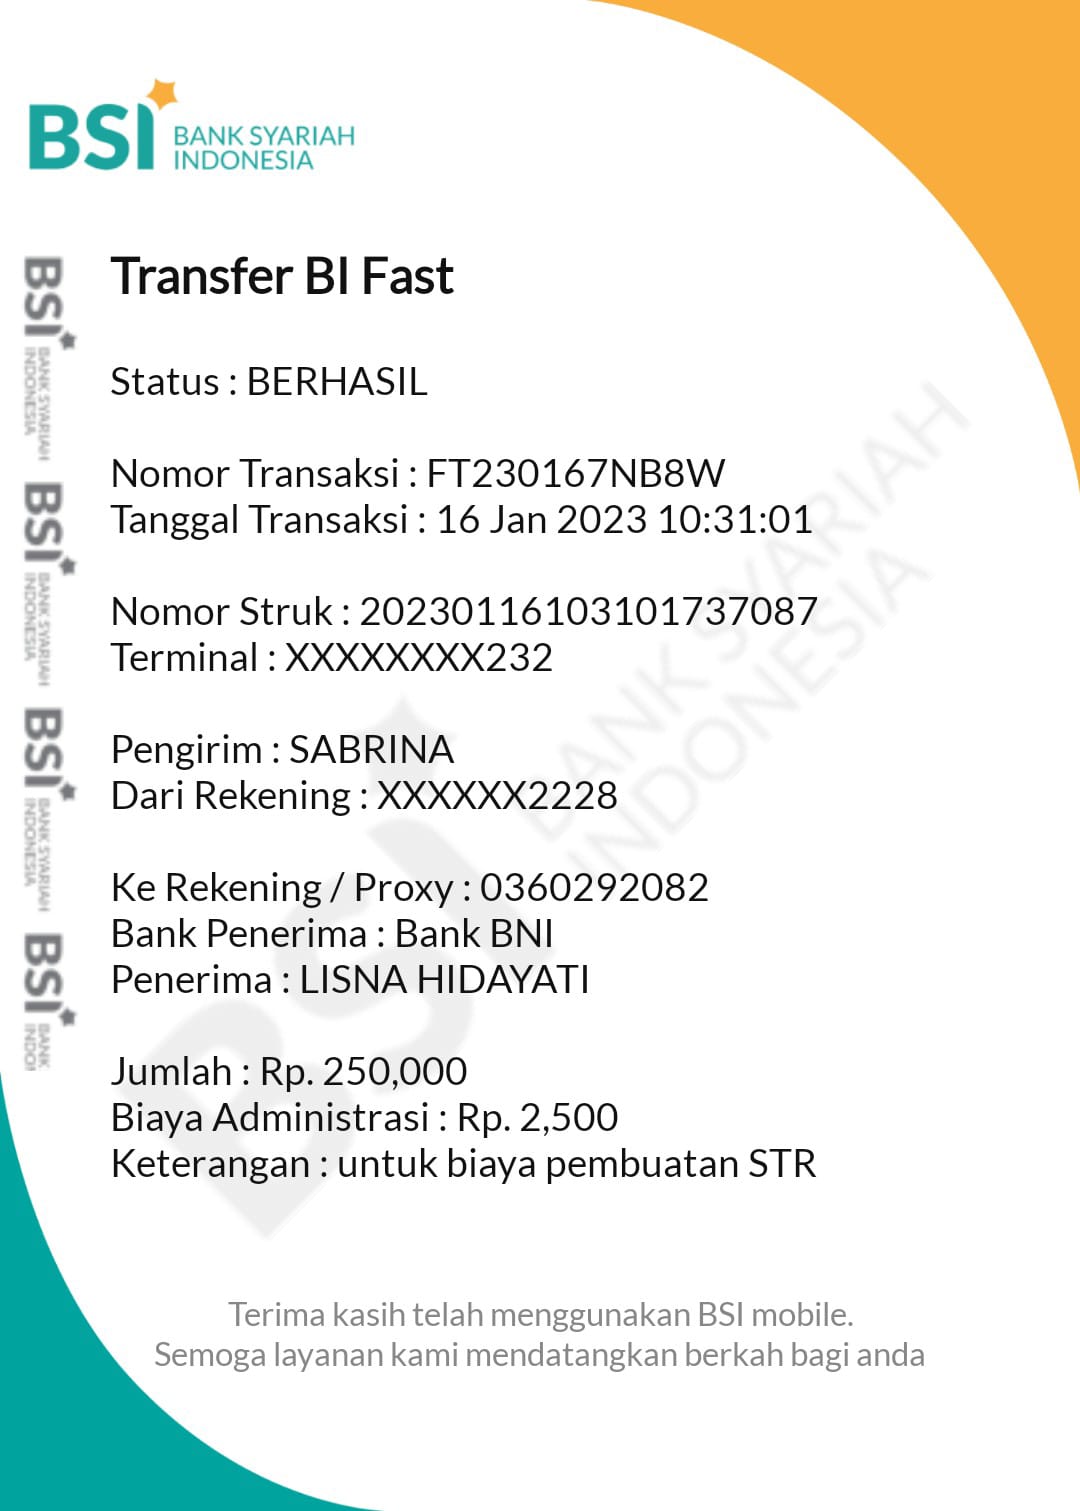 BSI BANK SYARIAH
INDONESIA
Transfer BI Fast
Status : BERHASIL
Nomor Transaksi : FT230167NB8W
Tanggal Transaksi : 16 Jan 2023 10:31:01
Nomor Struk : 20230116103101737087
Terminal : XXXXXXXX232
Pengirim : SABRINA
Dari Rekening : XXXXXX2228
Ke Rekening / Proxy : 0360292082
Bank Penerima : Bank BNI
Penerima : LISNA HIDAYATI
Jumlah : Rp. 250,000
Biaya Administrasi : Rp. 2,500
Keterangan : untuk biaya pembuatan STR
Terima kasih telah menggunakan BSI mobile.
Semoga layanan kami mendatangkan berkah bagi anda
BSI BANK SYARIAH
INDONESIA
BSI BANK SYARIAH
INDONESIA
BSI BANK SYARIAH
INDONESIA
BSI BANK
BSI BANK SYARIAH
INDONESIA